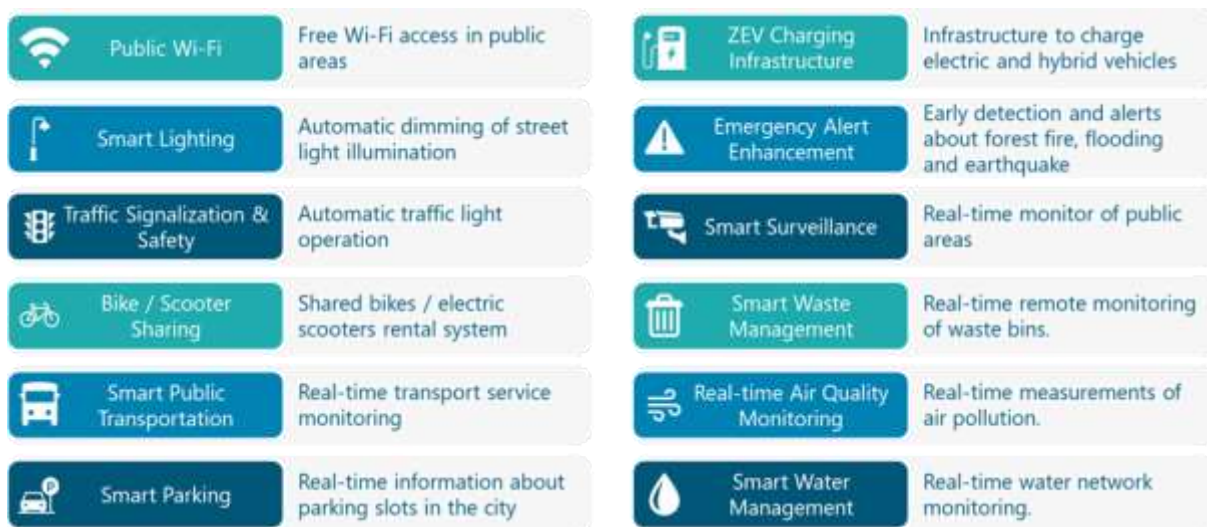 Public Wi-Fi
Free Wi-Fi access in public
areas
Smart Lighting
Automatic dimming of street
light illumination
Traffic Signalization &
Safety
Automatic traffic light
operation
Bike / Scooter
Sharing
Shared bikes / electric
scooters rental system
Smart Public
Transportation
Real-time transport service
monitoring
P
Smart Parking
Real-time information about
parking slots in the city
ZEV Charging
Infrastructure
Infrastructure to charge
electric and hybrid vehicles
Emergency Alert
Enhancement
Early detection and alerts
about forest fire, flooding
and earthquake
Smart Surveillance
Real-time monitor of public
areas
Smart Waste
Management
Real-time remote monitoring
of waste bins.
Real-time Air Quality
Monitoring
Real-time measurements of
air pollution.
Smart Water
Management
Real-time water network
monitoring.